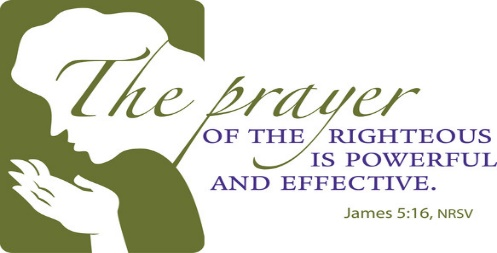 The prayer
OF THE RIGHTEOUS
IS POWERFUL
AND EFFECTIVE.
James 5:16, NRSV